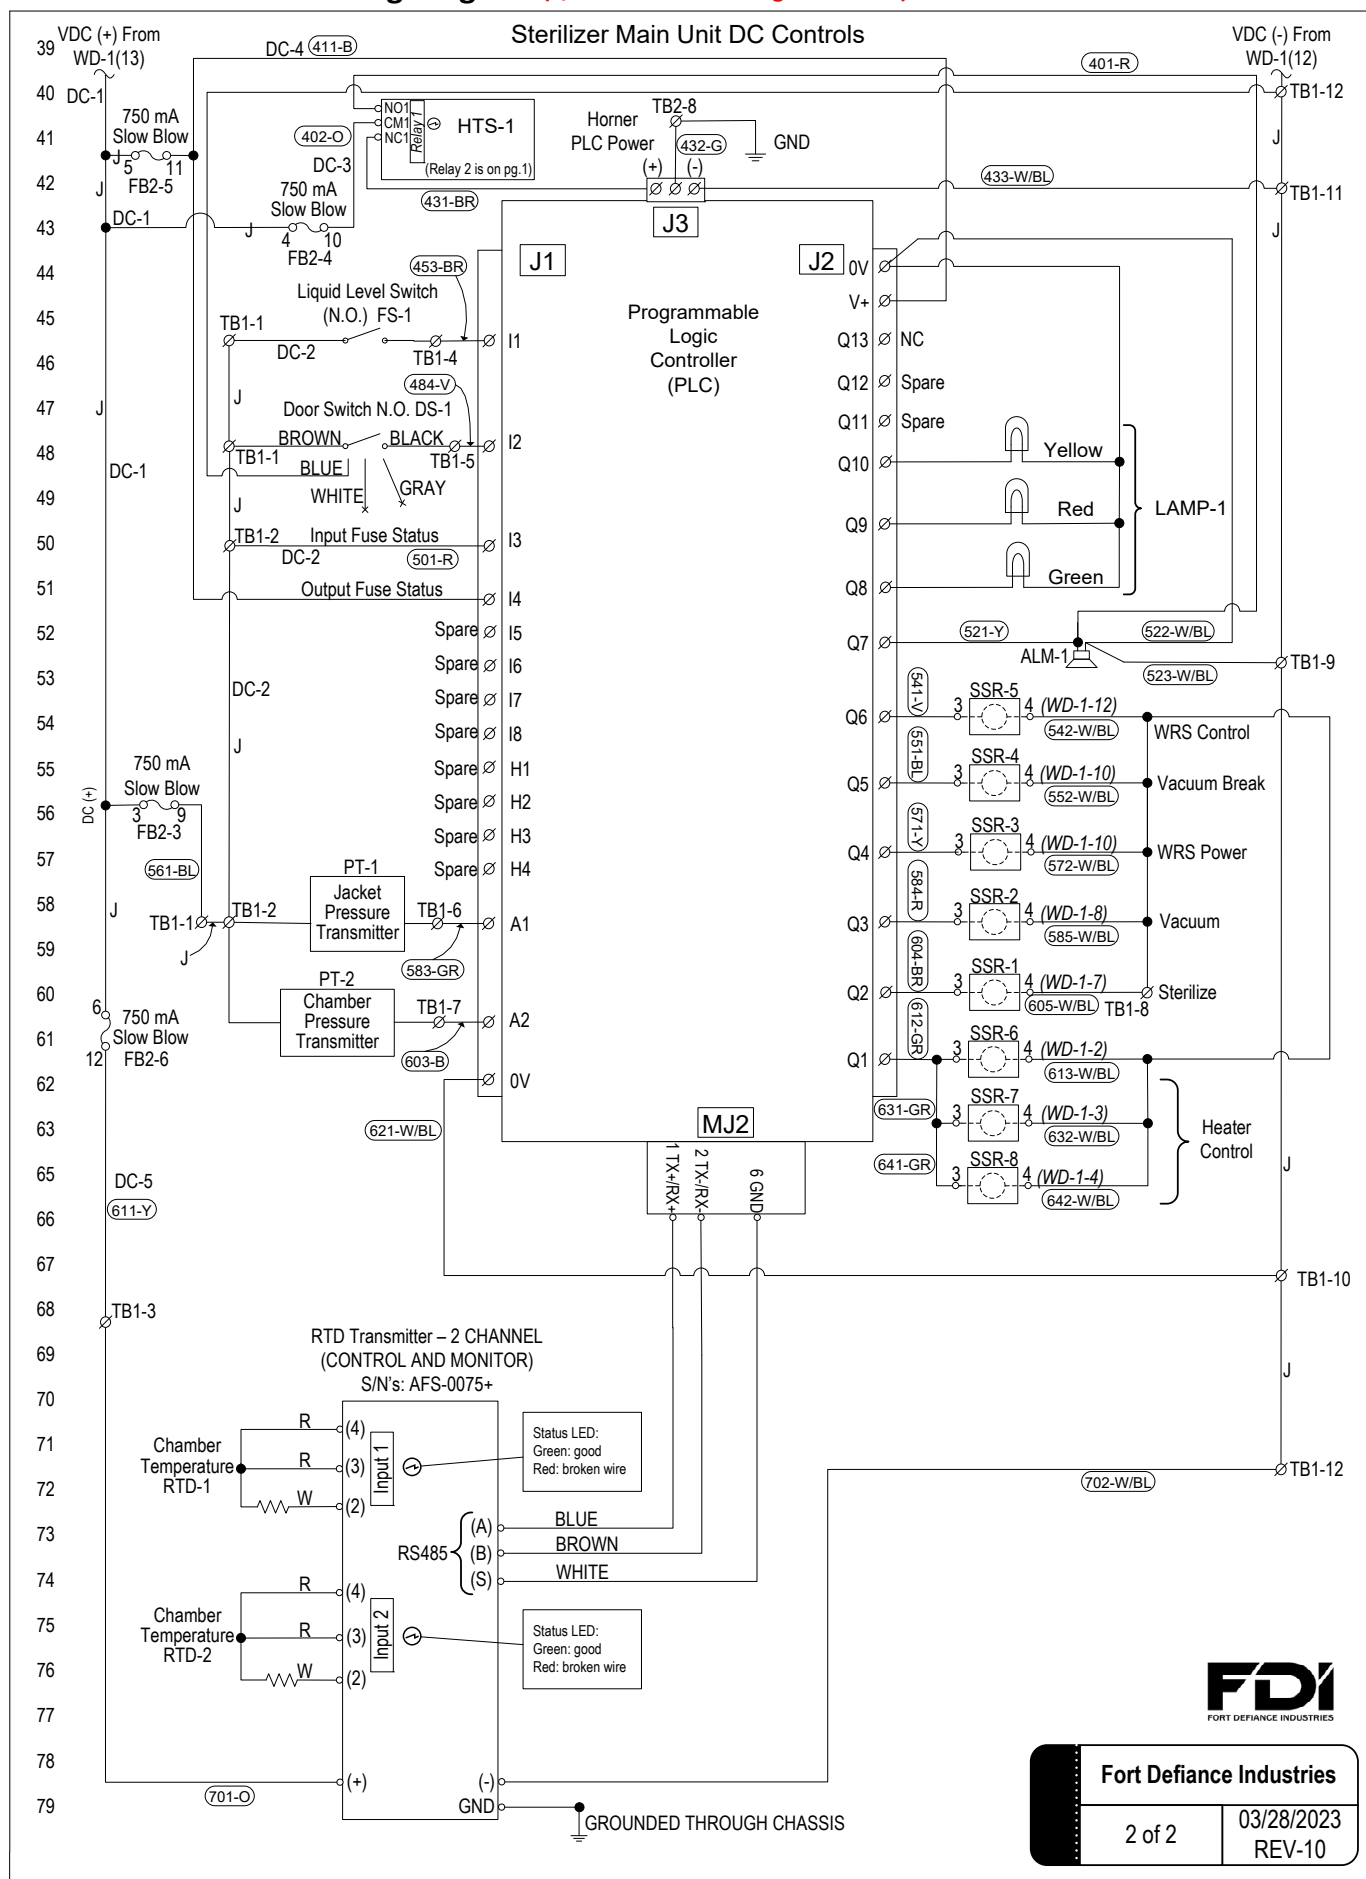 Sterilizer Main Unit DC Controls
VDC (+) From
WD-1(13)
VDC (-) From
WD-1(12)
39
40
41
42
43
44
45
46
47
48
49
50
51
52
53
54
55
56
57
58
59
60
61
62
63
65
66
67
68
69
70
71
72
73
74
75
76
77
78
79
DC-4
411-B
401-R
DC-1
TB1-12
750 mA
Slow Blow
J
5
11
FB2-5
NO1
CM1
NC1
Relay 1
HTS-1
(Relay 2 is on pg.1)
402-O
DC-3
431-BR
TB2-8
Horner
PLC Power
432-G
GND
(+)
(-)
433-W/BL
TB1-11
J
J
J
DC-1
J
750 mA
Slow Blow
4
10
FB2-4
J3
J1
J2
453-BR
Liquid Level Switch
(N.O.) FS-1
TB1-1
DC-2
TB1-4
I1
Programmable
Logic
Controller
(PLC)
0V
V+
Q13
NC
Q12
Spare
Q11
Spare
484-V
J
J
Door Switch N.O. DS-1
BROWN
BLACK
TB1-1
TB1-5
I2
BLUE
WHITE
GRAY
J
DC-1
Q10
Yellow
Q9
Red
Q8
Green
LAMP-1
TB1-2
Input Fuse Status
I3
DC-2
501-R
Output Fuse Status
I4
Spare
I5
Spare
I6
Spare
I7
Spare
I8
Spare
H1
Spare
H2
Spare
H3
Spare
H4
DC-2
J
Q7
521-Y
522-W/BL
ALM-1
523-W/BL
TB1-9
541-V
Q6
3
SSR-5
4
(WD-1-12)
542-W/BL
WRS Control
551-BL
Q5
3
SSR-4
4
(WD-1-10)
552-W/BL
Vacuum Break
571-Y
Q4
3
SSR-3
4
(WD-1-10)
572-W/BL
WRS Power
584-R
Q3
3
SSR-2
4
(WD-1-8)
585-W/BL
Vacuum
604-BR
Q2
3
SSR-1
4
(WD-1-7)
605-W/BL
TB1-8
Sterilize
612-GR
Q1
3
SSR-6
4
(WD-1-2)
613-W/BL
631-GR
3
SSR-7
4
(WD-1-3)
632-W/BL
641-GR
3
SSR-8
4
(WD-1-4)
642-W/BL
Heater
Control
DC (+)
750 mA
Slow Blow
3
9
FB2-3
561-BL
J
TB1-1
TB1-2
J
PT-1
Jacket
Pressure
Transmitter
TB1-6
A1
583-GR
PT-2
Chamber
Pressure
Transmitter
TB1-7
A2
603-B
6
750 mA
Slow Blow
12
FB2-6
0V
621-W/BL
MJ2
1 TX+/RX+
2 TX-/RX-
6 GND
DC-5
611-Y
J
TB1-10
TB1-3
J
RTD Transmitter – 2 CHANNEL
(CONTROL AND MONITOR)
S/N's: AFS-0075+
Chamber
Temperature
RTD-1
R
(4)
R
(3)
W
(2)
Input 1
Status LED:
Green: good
Red: broken wire
702-W/BL
TB1-12
RS485
(A)
BLUE
(B)
BROWN
(S)
WHITE
Chamber
Temperature
RTD-2
R
(4)
R
(3)
W
(2)
Input 2
Status LED:
Green: good
Red: broken wire
701-O
(+)
(-)
GND
GROUNDED THROUGH CHASSIS
FDI
FORT DEFIANCE INDUSTRIES
Fort Defiance Industries
2 of 2
03/28/2023
REV-10